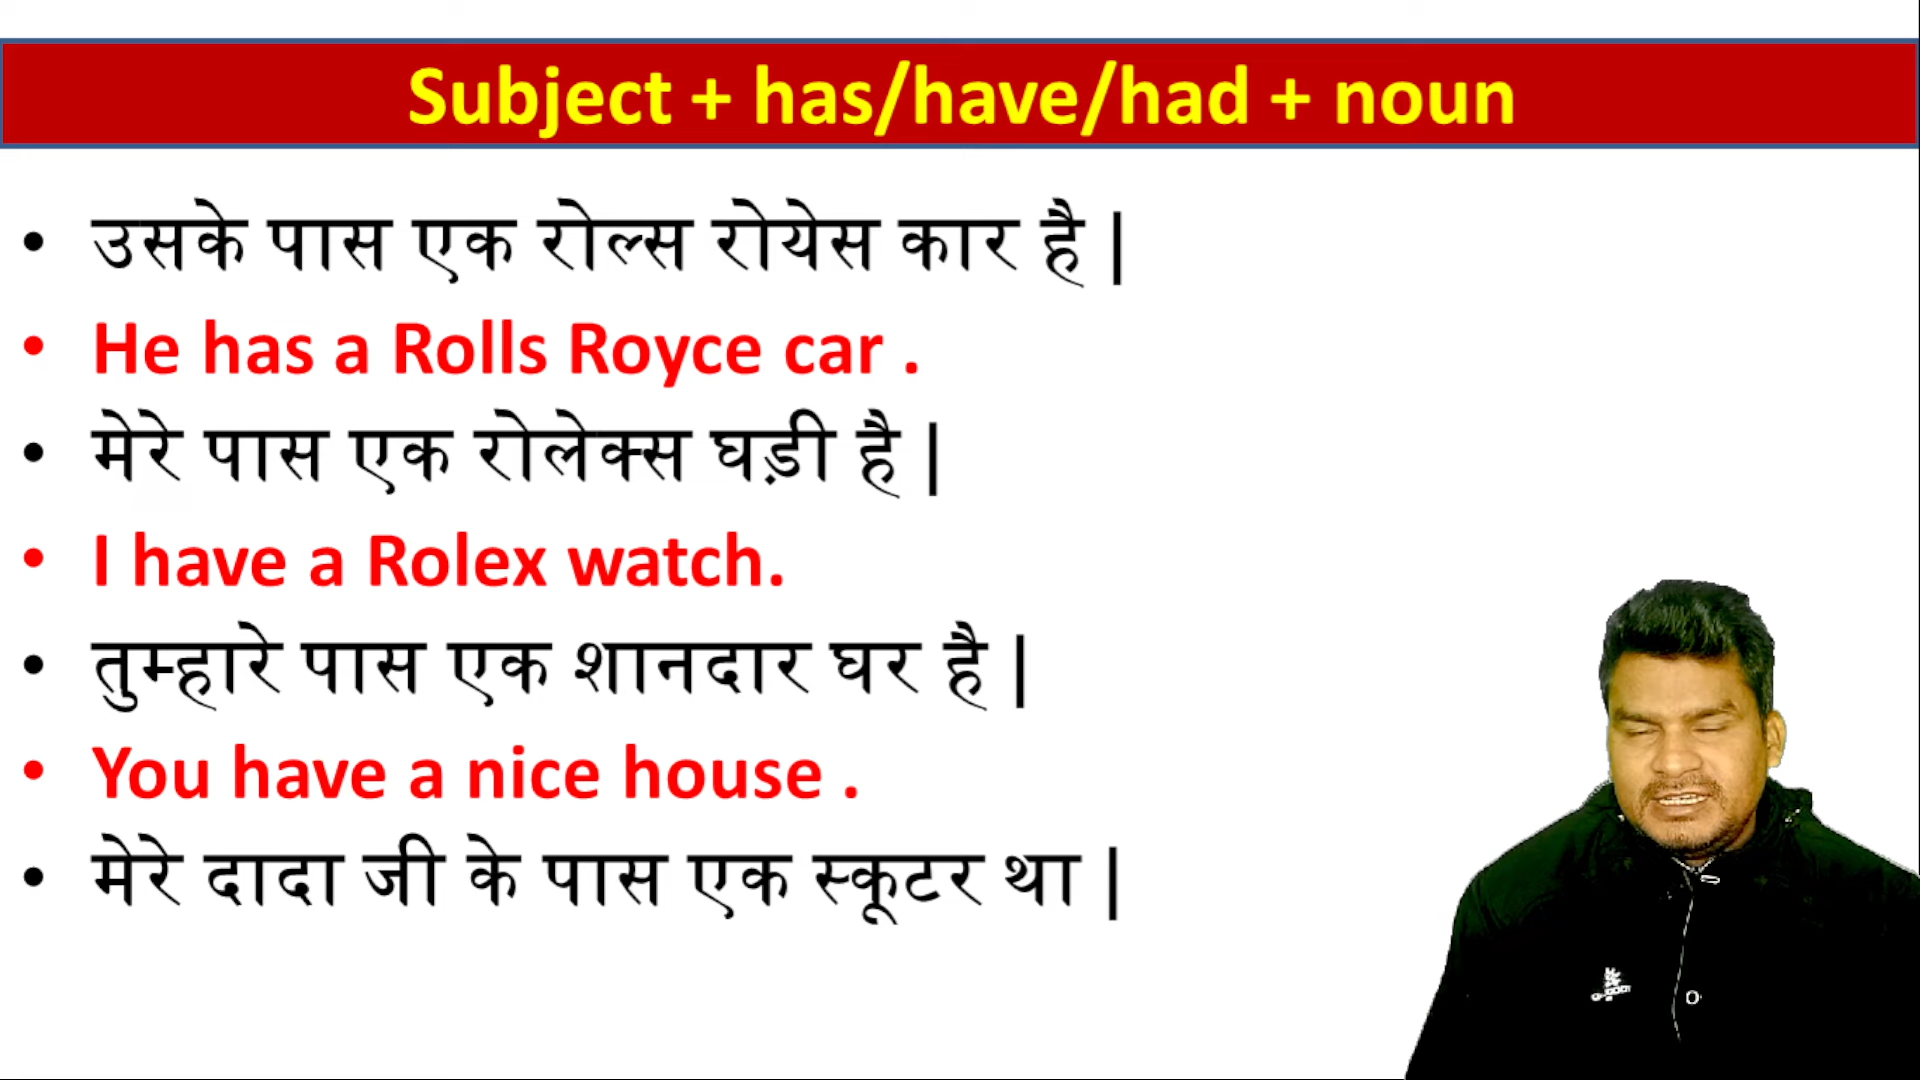 Subject + has/have/had + noun
• उसके पास एक रोल्स रोयेस कार है |
• He has a Rolls Royce car .
• मेरे पास एक रोलेक्स घड़ी है |
• I have a Rolex watch.
• तुम्हारे पास एक शानदार घर है |
• You have a nice house .
• मेरे दादा जी के पास एक स्कूटर था |